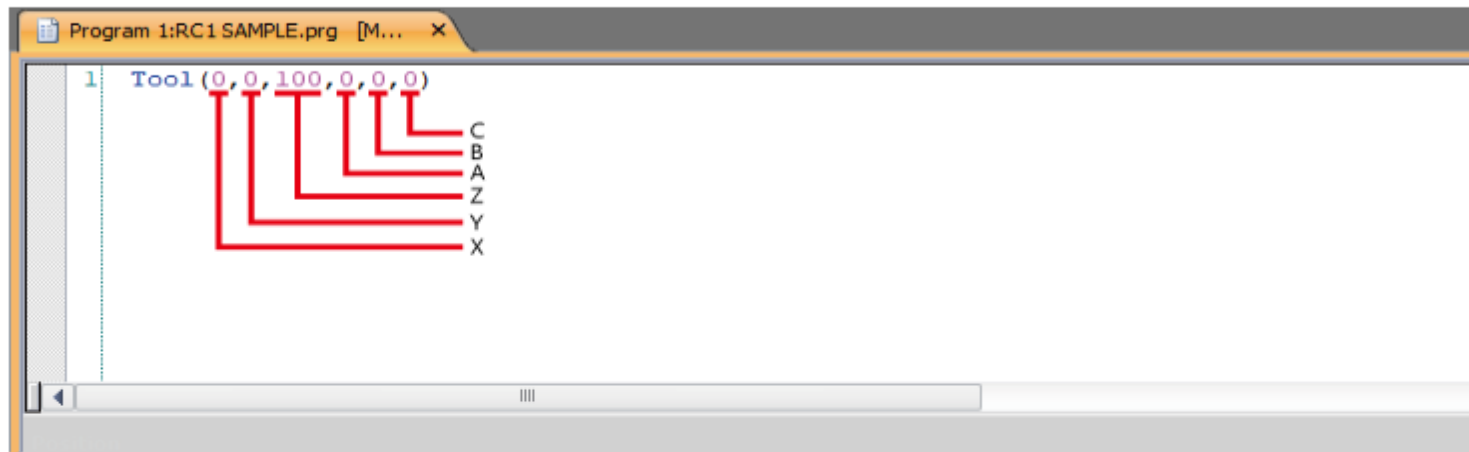 Program 1:RC1 SAMPLE.prg [M...
1 Tool(0,0,100,0,0,0)
C
B
A
Z
Y
X